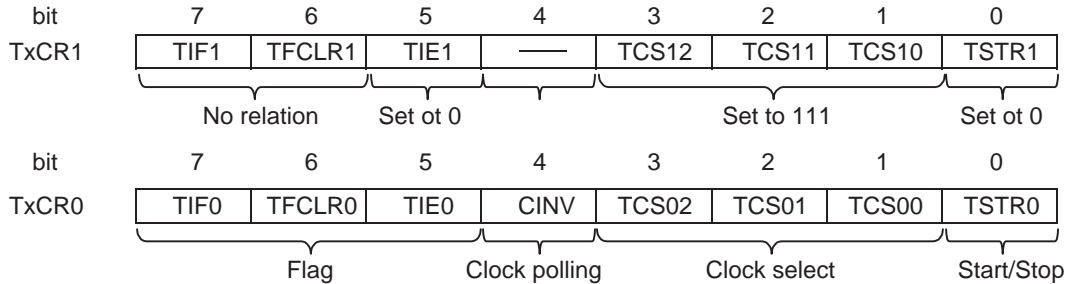 bit 7 6 5 4 3 2 1 0
TxCR1 TIF1 TFCLR1 TIE1 — TCS12 TCS11 TCS10 TSTR1
No relation Set ot 0 Set to 111 Set ot 0
bit 7 6 5 4 3 2 1 0
TxCR0 TIF0 TFCLR0 TIE0 CINV TCS02 TCS01 TCS00 TSTR0
Flag Clock polling Clock select Start/Stop